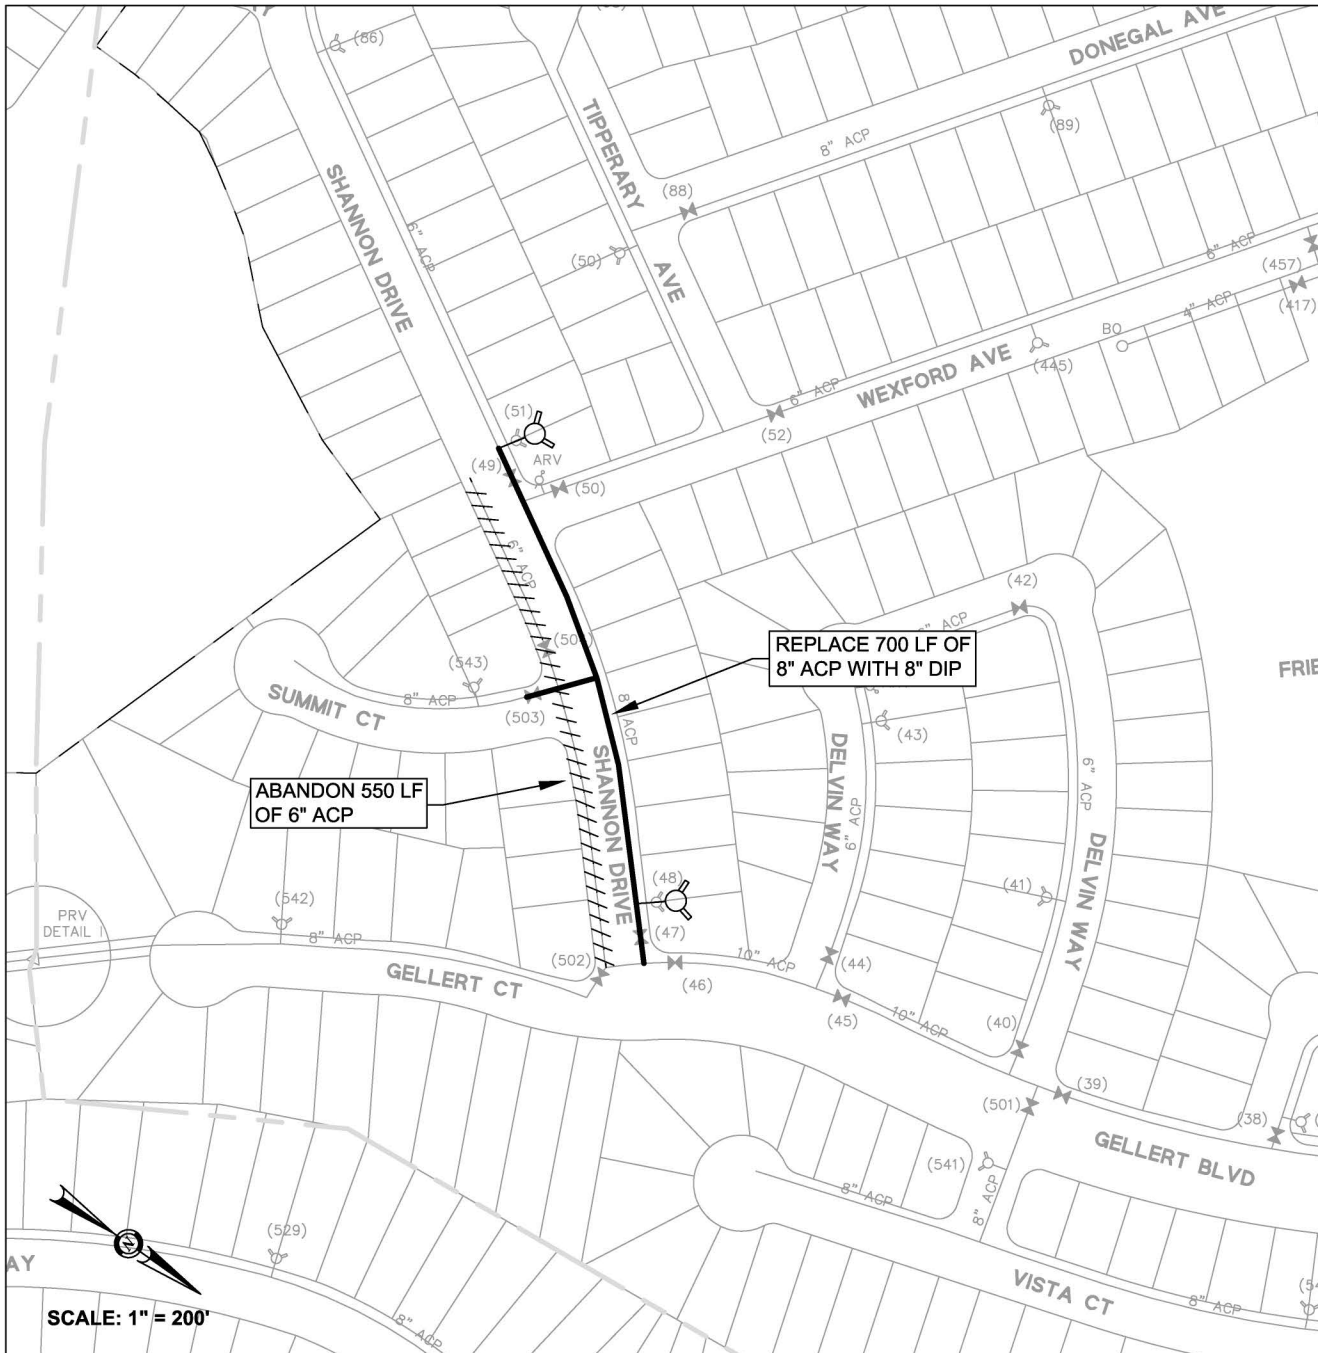 (86)
DONEGAL AVE
TIPPERARY
AVE
(89)
8" ACP
SHANNON DRIVE
(88)
6" ACP
(50)
6" ACP
(457)
4" ACP
(417)
BO
(445)
WEXFORD AVE
6" ACP
(52)
(51)
ARV
(49)
(50)
6" ACP
(42)
REPLACE 700 LF OF
8" ACP WITH 8" DIP
FRIE
(543)
8" ACP
SUMMIT CT
(503)
8" ACP
(43)
DELVIN WAY
6" ACP
6" ACP
DELVIN WAY
ABANDON 550 LF
OF 6" ACP
SHANNON DRIVE
(48)
(41)
(542)
PRV
DETAIL 1
8" ACP
(47)
GELLERT CT
(502)
10" ACP
(46)
(44)
(45)
10" ACP
(40)
(39)
(501)
(38)
GELLERT BLVD
(541)
8" ACP
8" ACP
(529)
AY
N
VISTA CT
8" ACP
SCALE: 1" = 200'
8" ACP